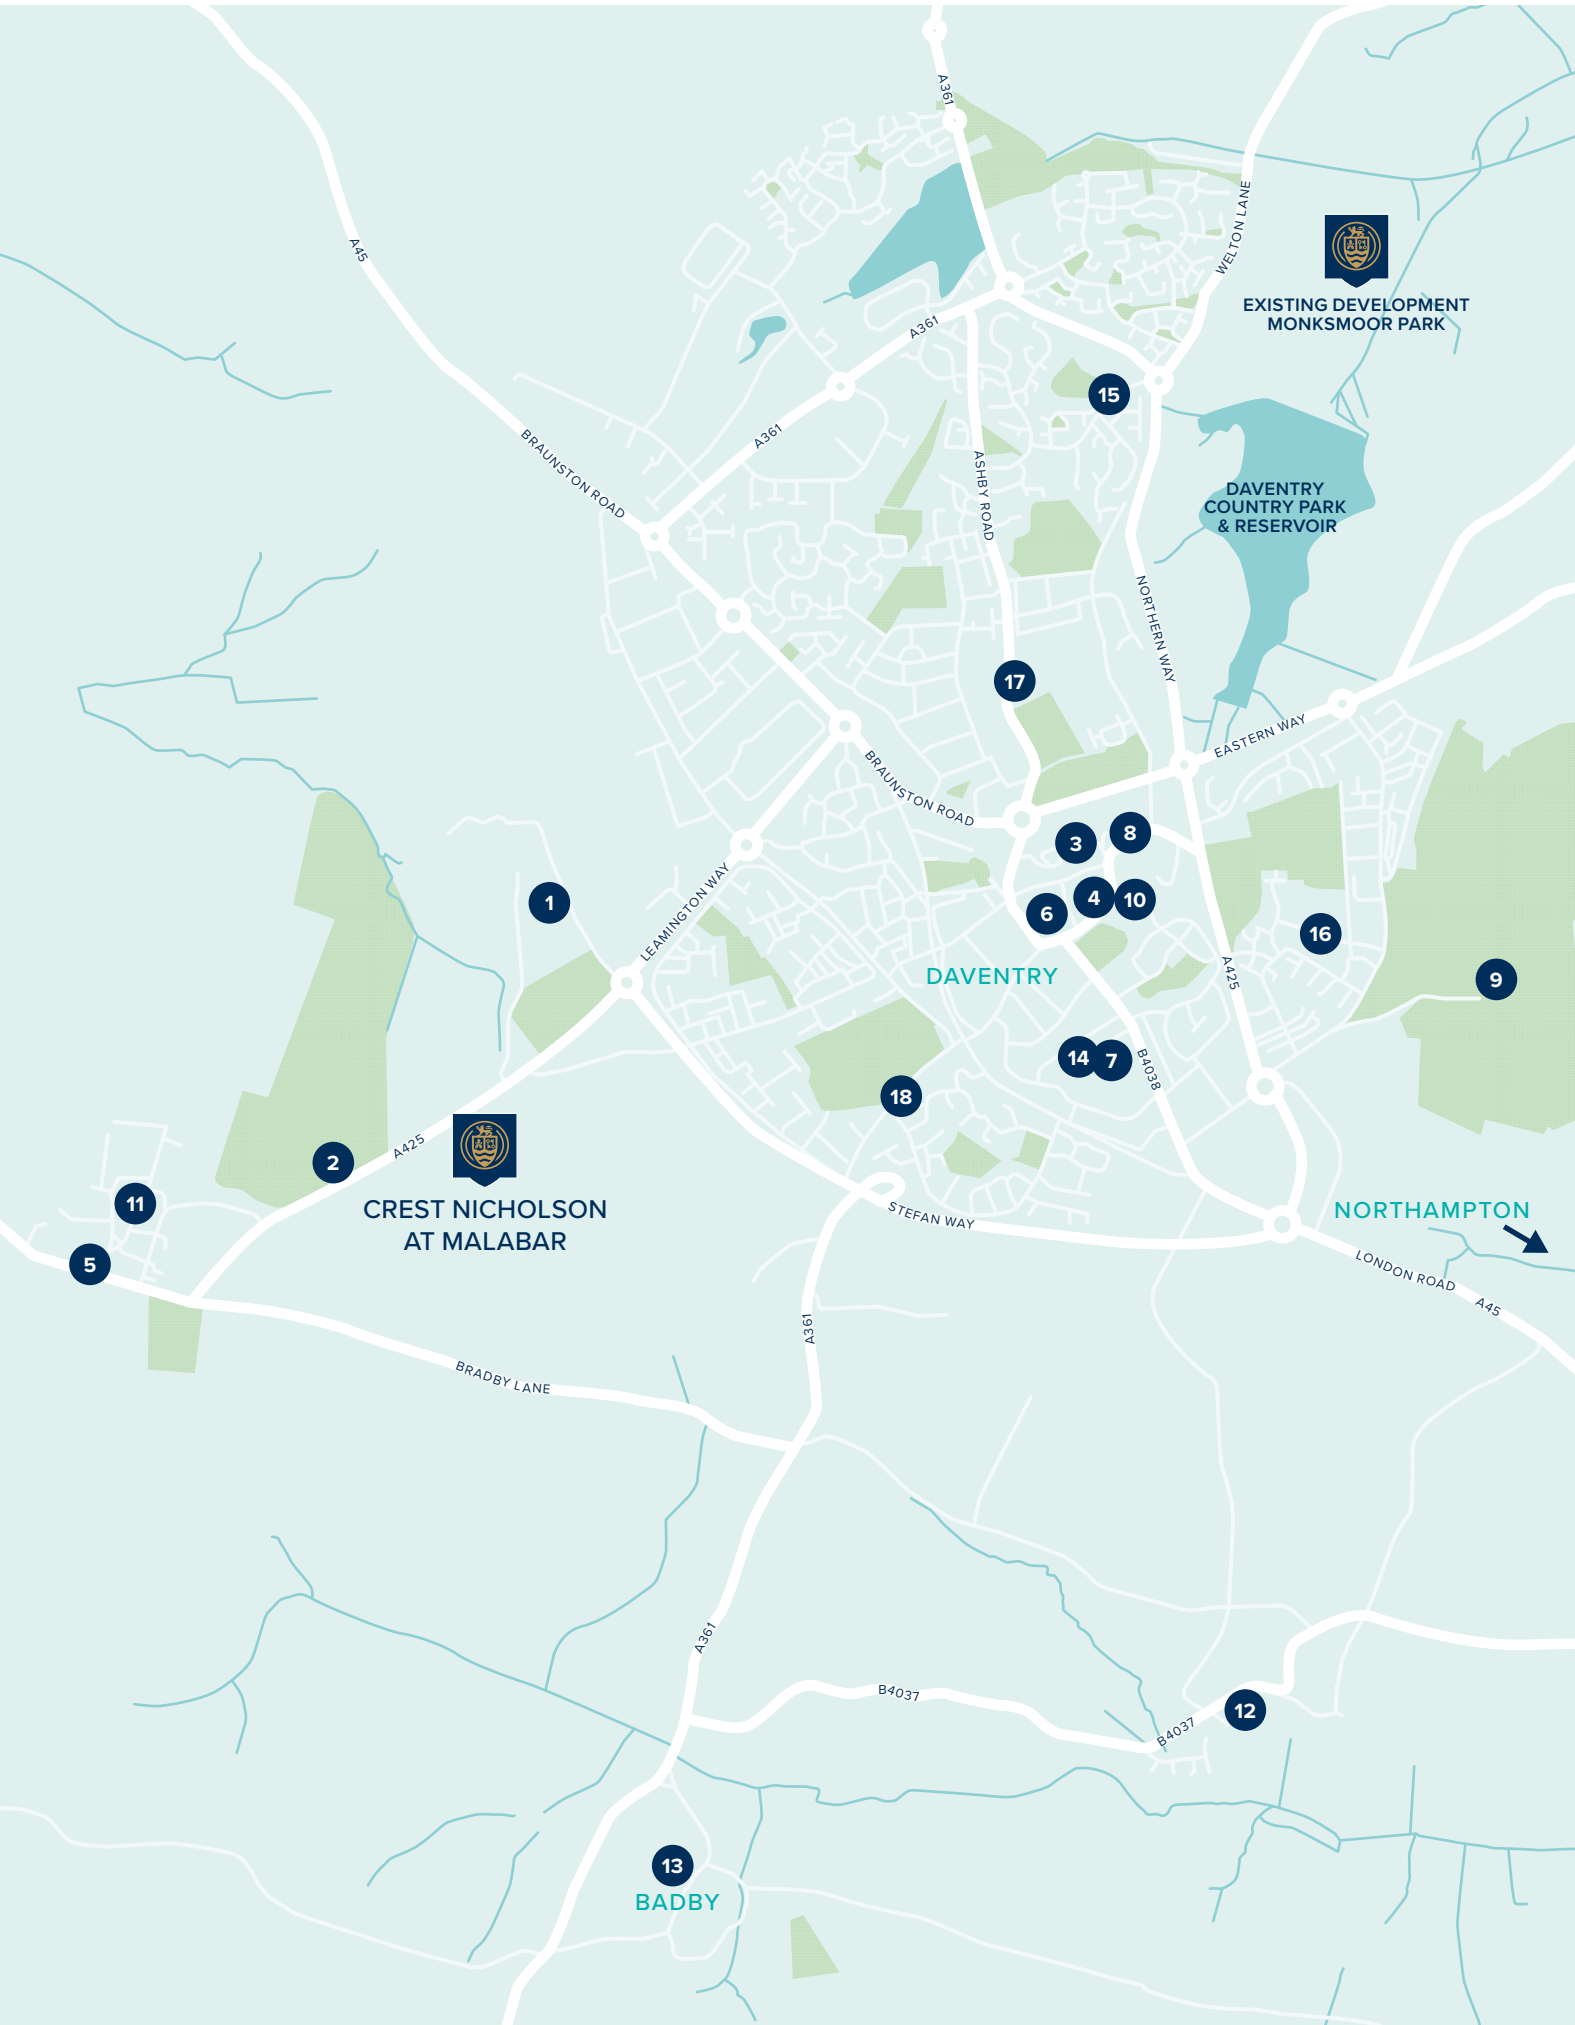 A361
A45
WELTON LANE
EXISTING DEVELOPMENT
MONKSMOOR PARK
A361
15
A361
BRAUNSTON ROAD
ASHBY ROAD
DAVENTRY
COUNTRY PARK
& RESERVOIR
NORTHERN WAY
17
EASTERN WAY
BRAUNSTON ROAD
3
8
LEAMINGTON WAY
1
4
10
6
16
DAVENTRY
A425
9
14
7
B4038
18
A425
2
11
CREST NICHOLSON
AT MALABAR
STEFAN WAY
NORTHAMPTON
5
LONDON ROAD
A45
A361
BRADBY LANE
A361
B4037
12
B4037
13
BADBY